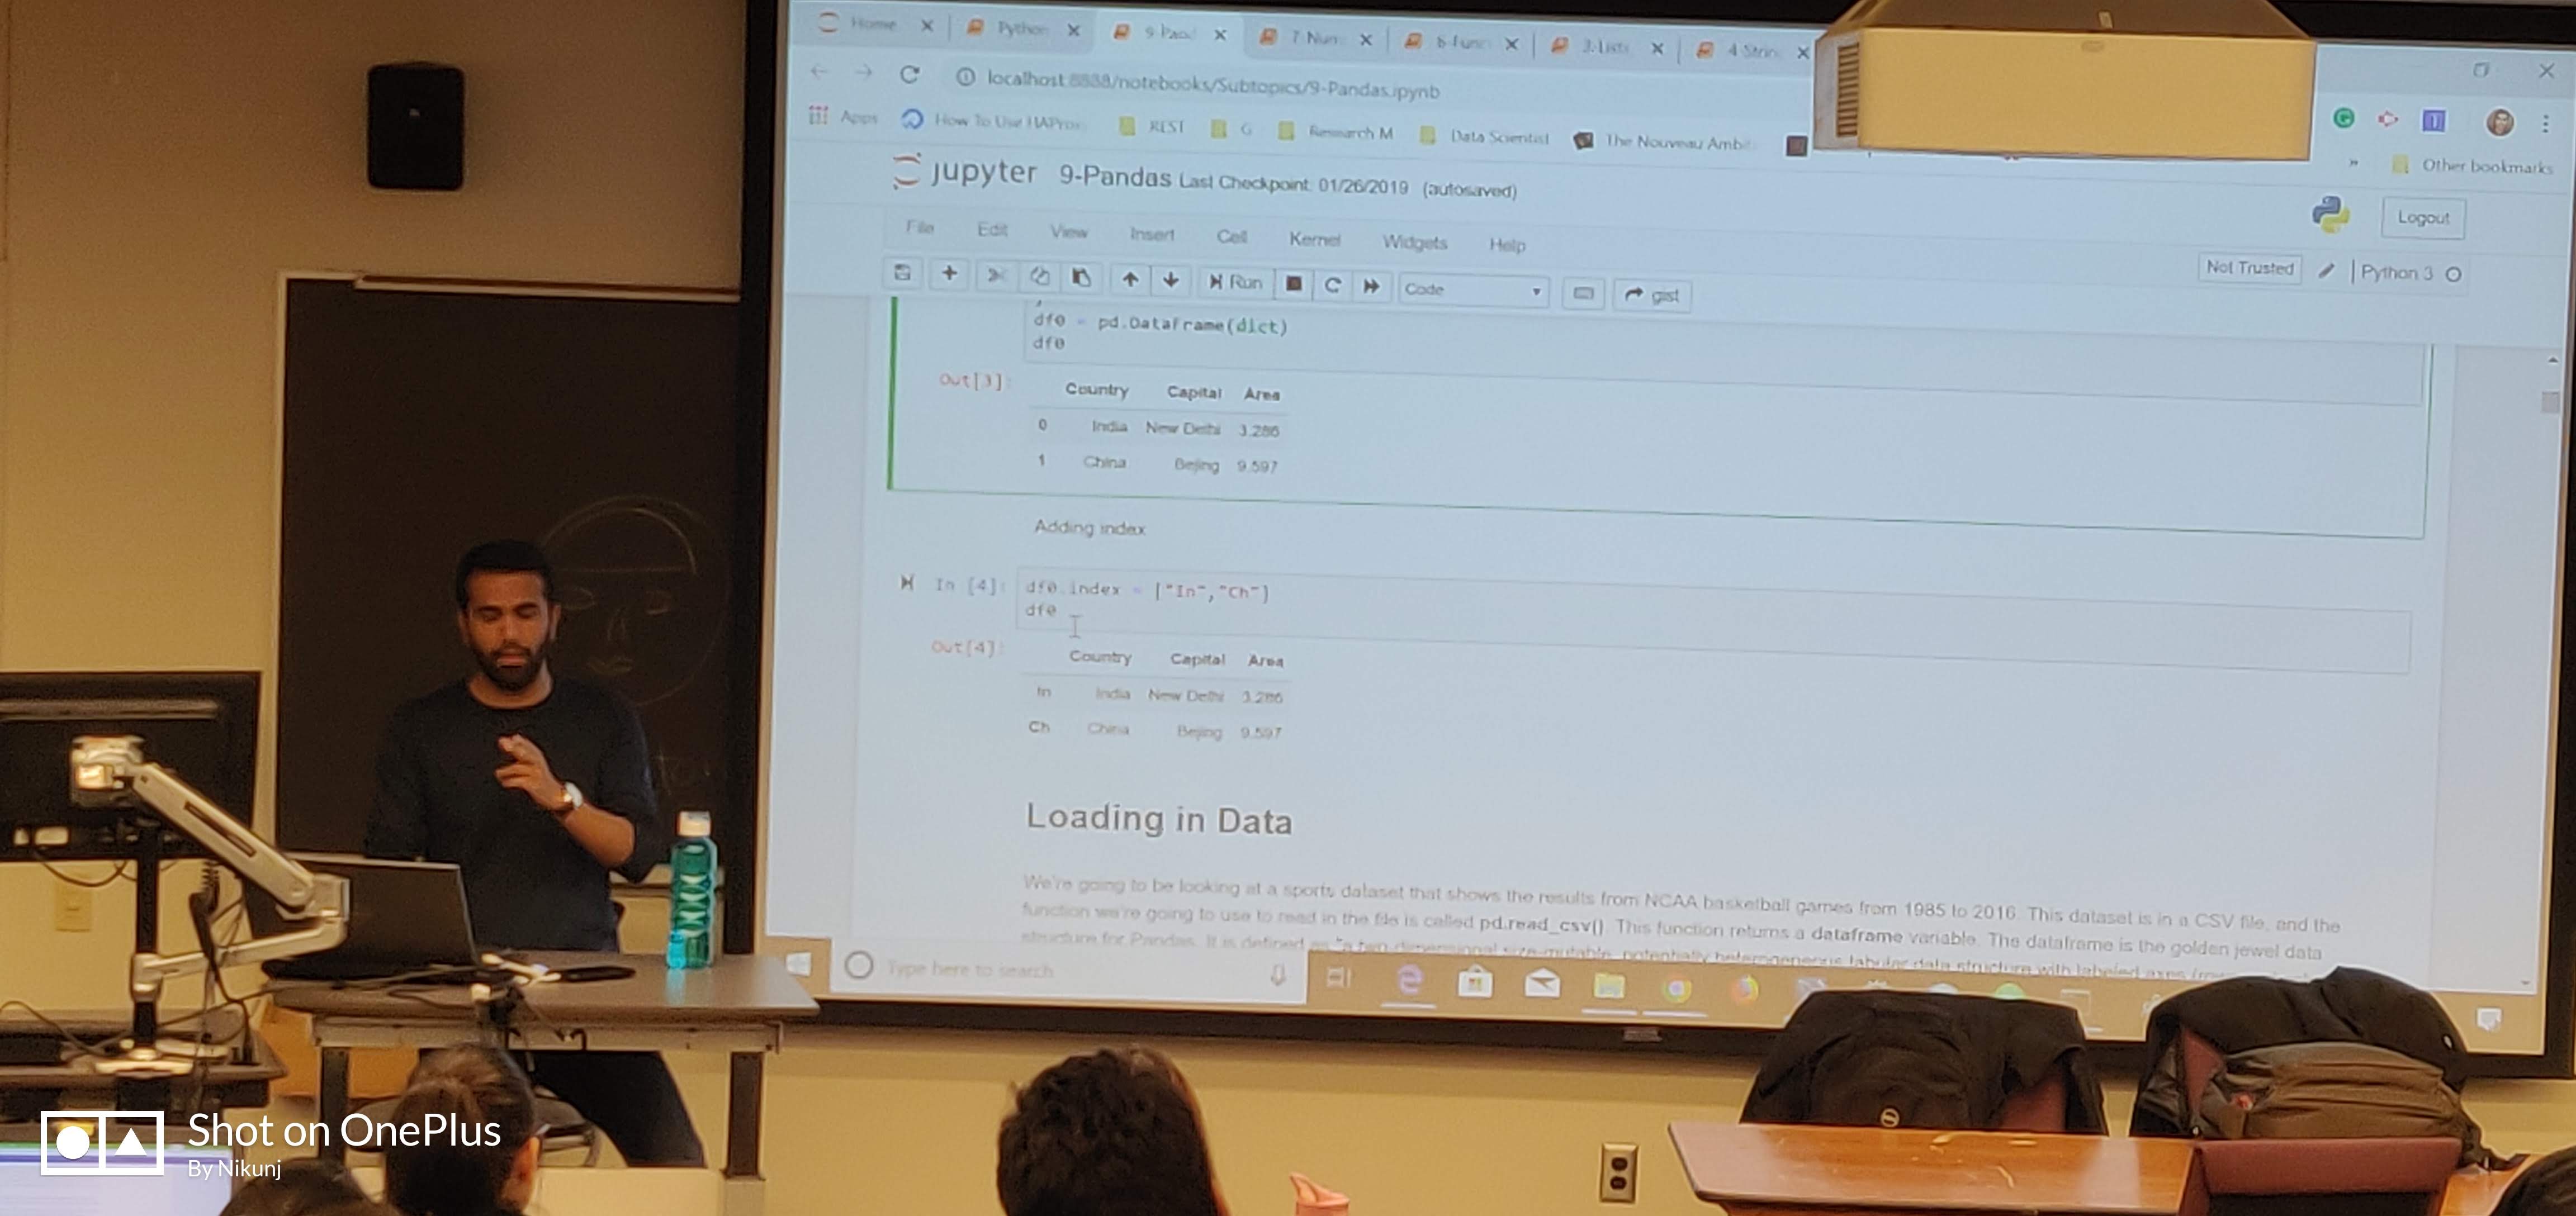 Home
Python
9-Pand
7-Num
6-Func
3-Lists
4-Strin
localhost:8888/notebooks/Subtopics/9-Pandas.ipynb
Apps
How To Use HAProx
REST
G
Research M
Data Scientist
The Nouveau Ambi
Other bookmarks
jupyter 9-Pandas Last Checkpoint: 01/26/2019 (autosaved)
Logout
File Edit View Insert Cell Kernel Widgets Help
Not Trusted
Python 3
Run
Code
gist
df0 = pd.DataFrame(dict)
df0
Out[3]:
Country Capital Area
0 India New Delhi 3.286
1 China Bejing 9.597
Adding index
In [4]: df0.index = ["In","Ch"]
df0
Out[4]:
Country Capital Area
In India New Delhi 3.286
Ch China Bejing 9.597
Loading in Data
We're going to be looking at a sports dataset that shows the results from NCAA basketball games from 1985 to 2016. This dataset is in a CSV file, and the
function we're going to use to read in the file is called pd.read_csv(). This function returns a dataframe variable. The dataframe is the golden jewel data
structure for Pandas. It is defined as "a two-dimensional size-mutable, potentially heterogeneous tabular data structure with labeled axes
Type here to search
Shot on OnePlus
By Nikunj